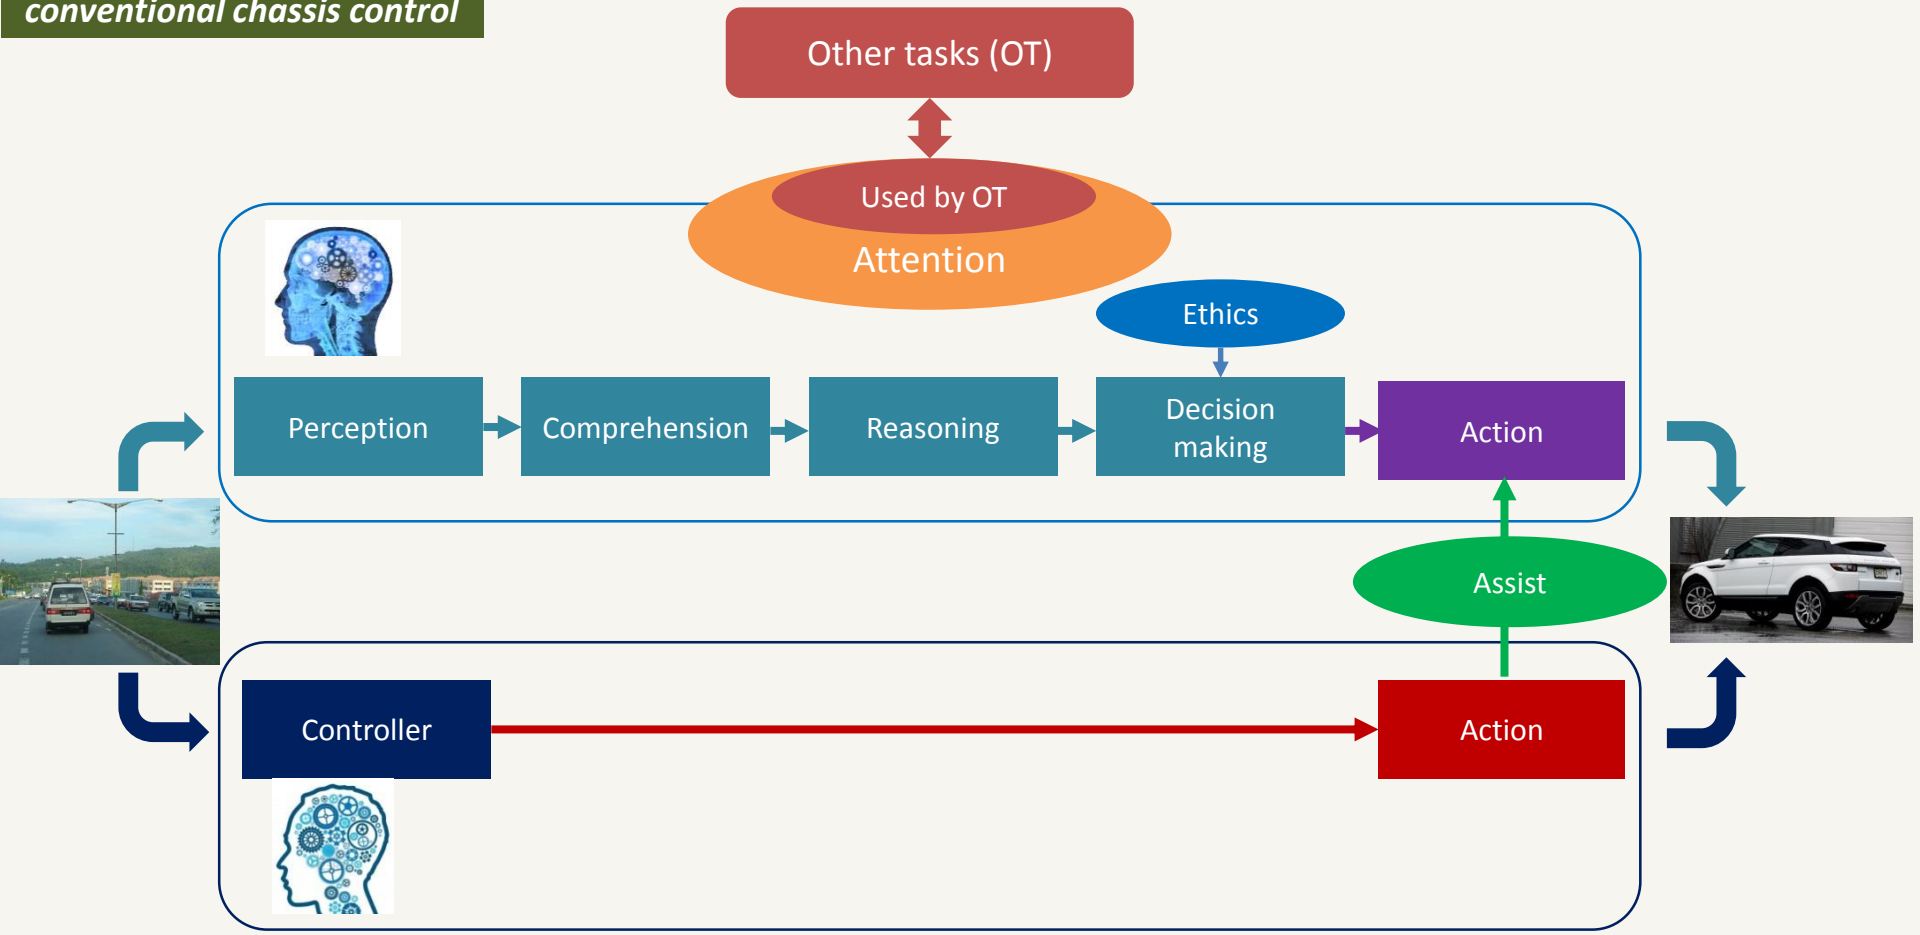 conventional chassis control
Other tasks (OT)
Used by OT
Attention
Ethics
Perception
Comprehension
Reasoning
Decision
making
Action
Assist
Controller
Action